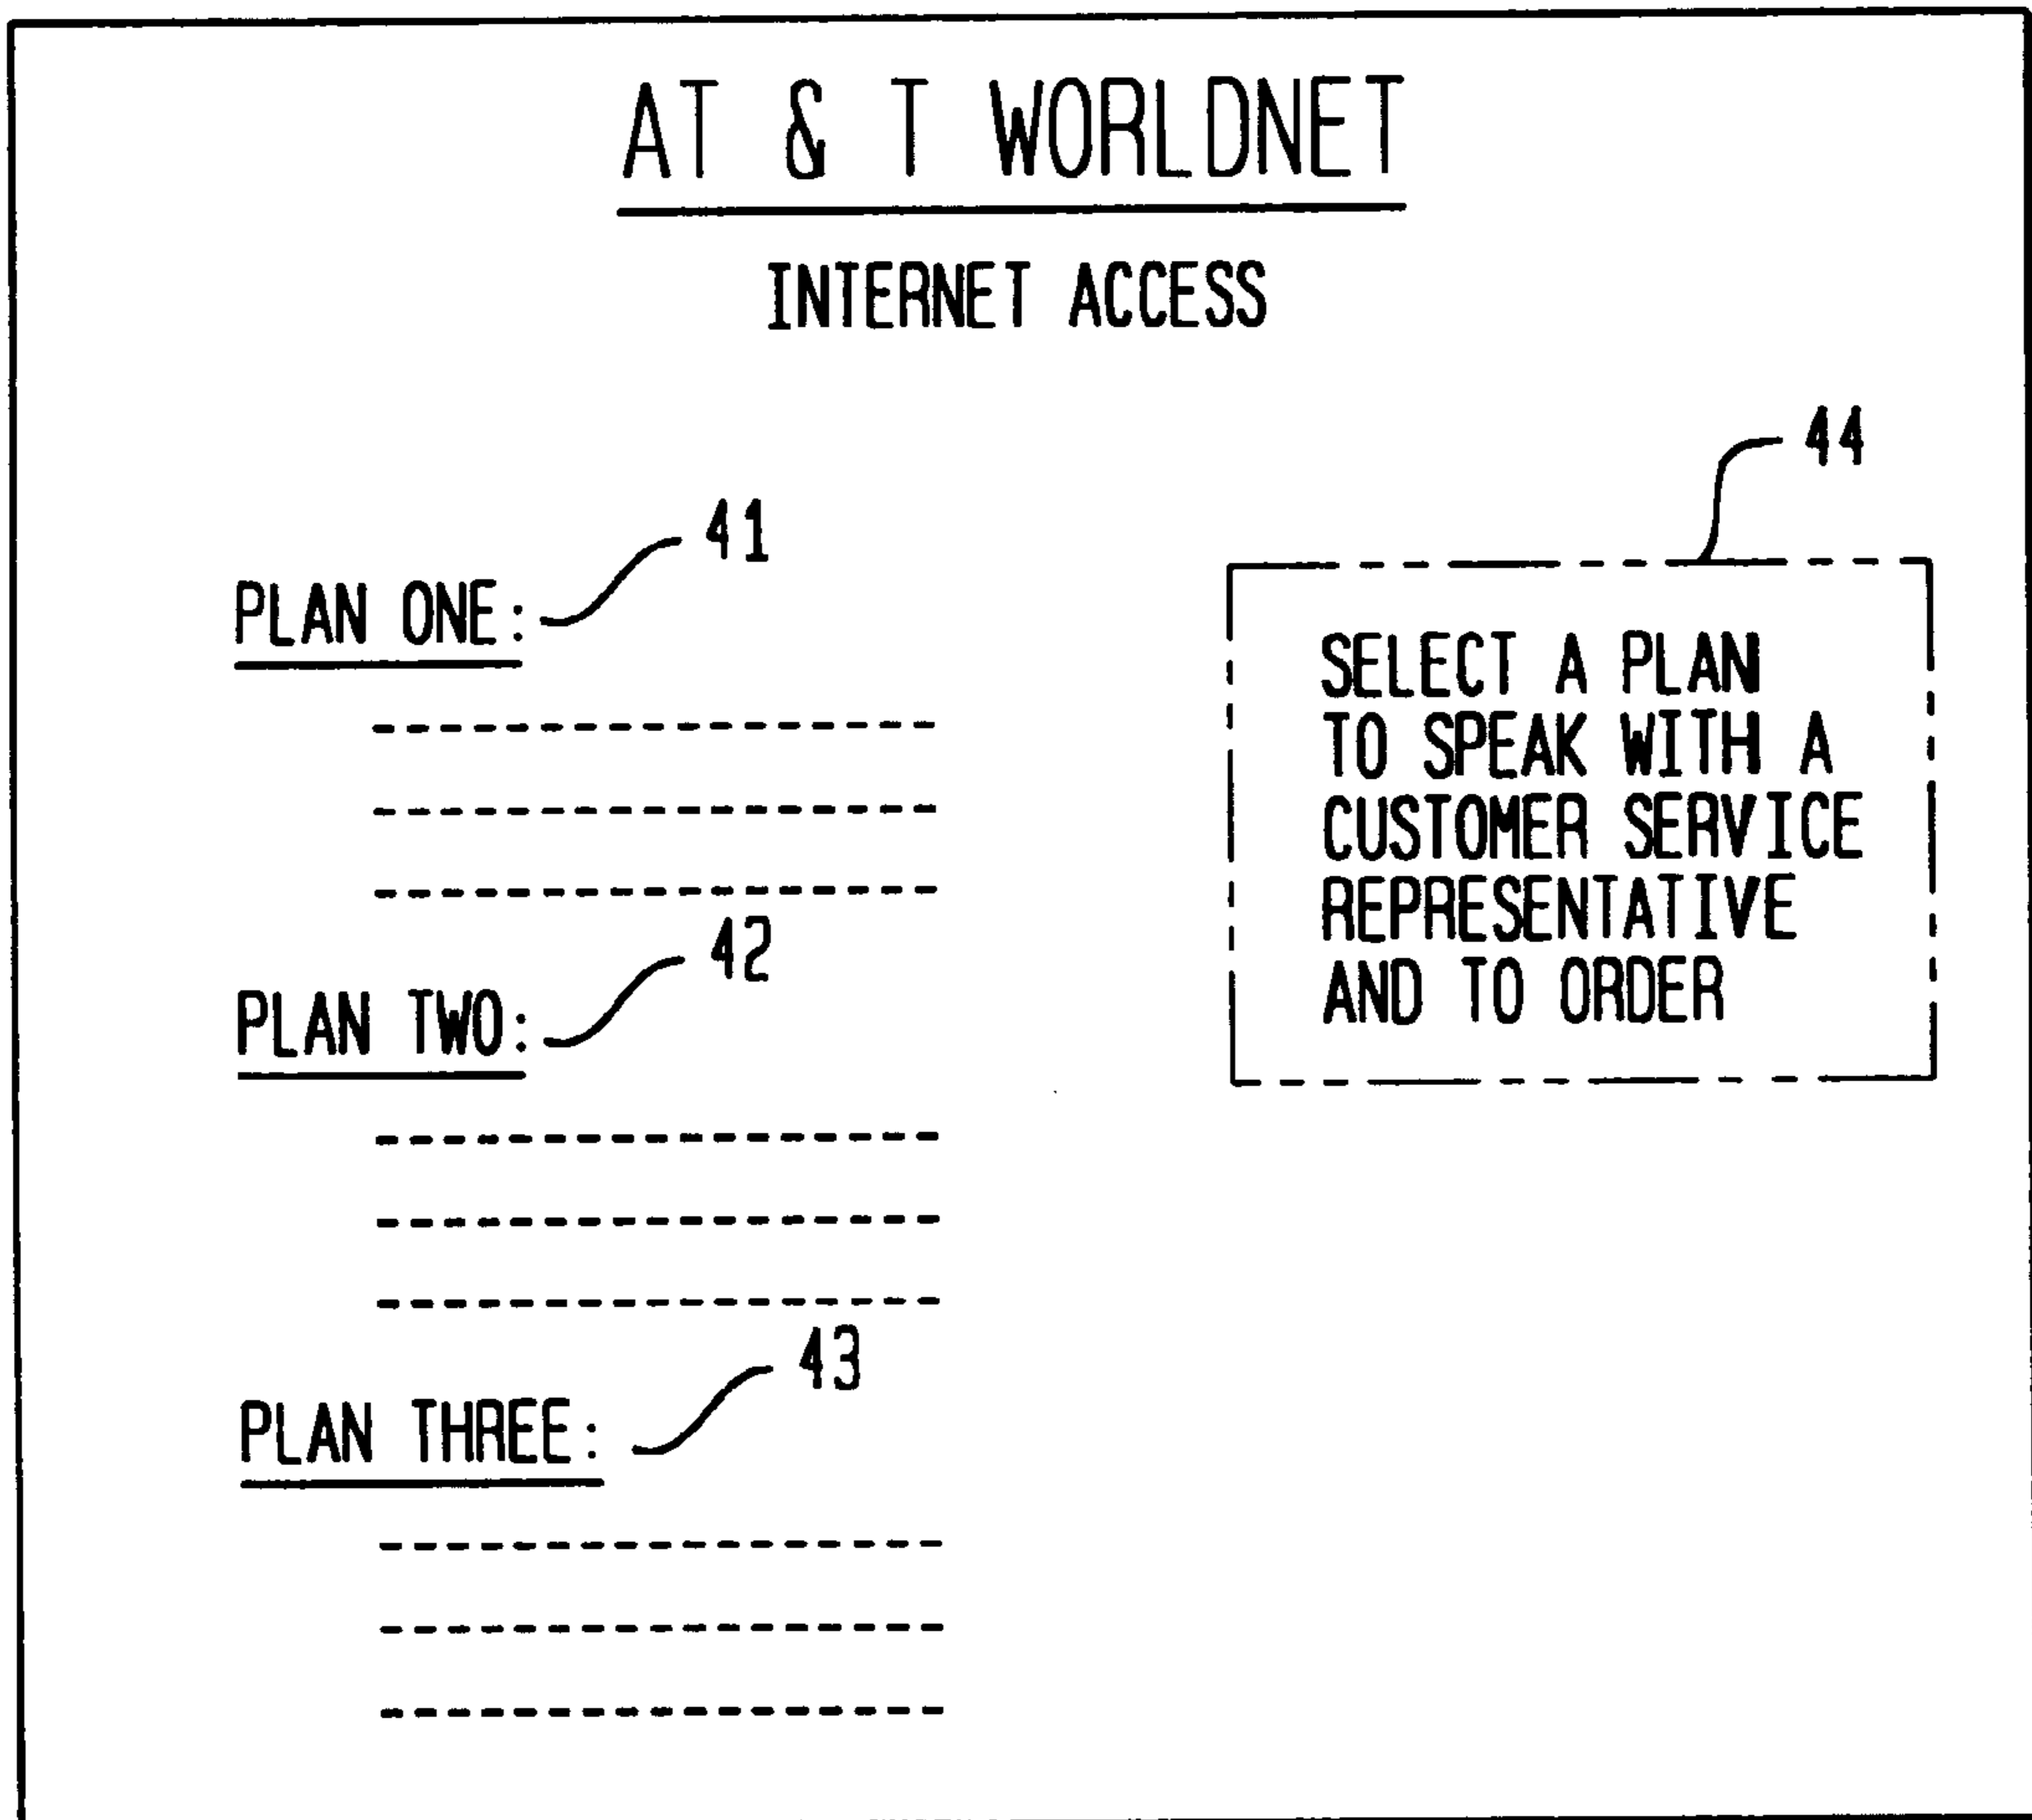 AT & T WORLDNET
INTERNET ACCESS
44
41
PLAN ONE:
SELECT A PLAN
TO SPEAK WITH A
CUSTOMER SERVICE
REPRESENTATIVE
AND TO ORDER
42
PLAN TWO:
43
PLAN THREE: